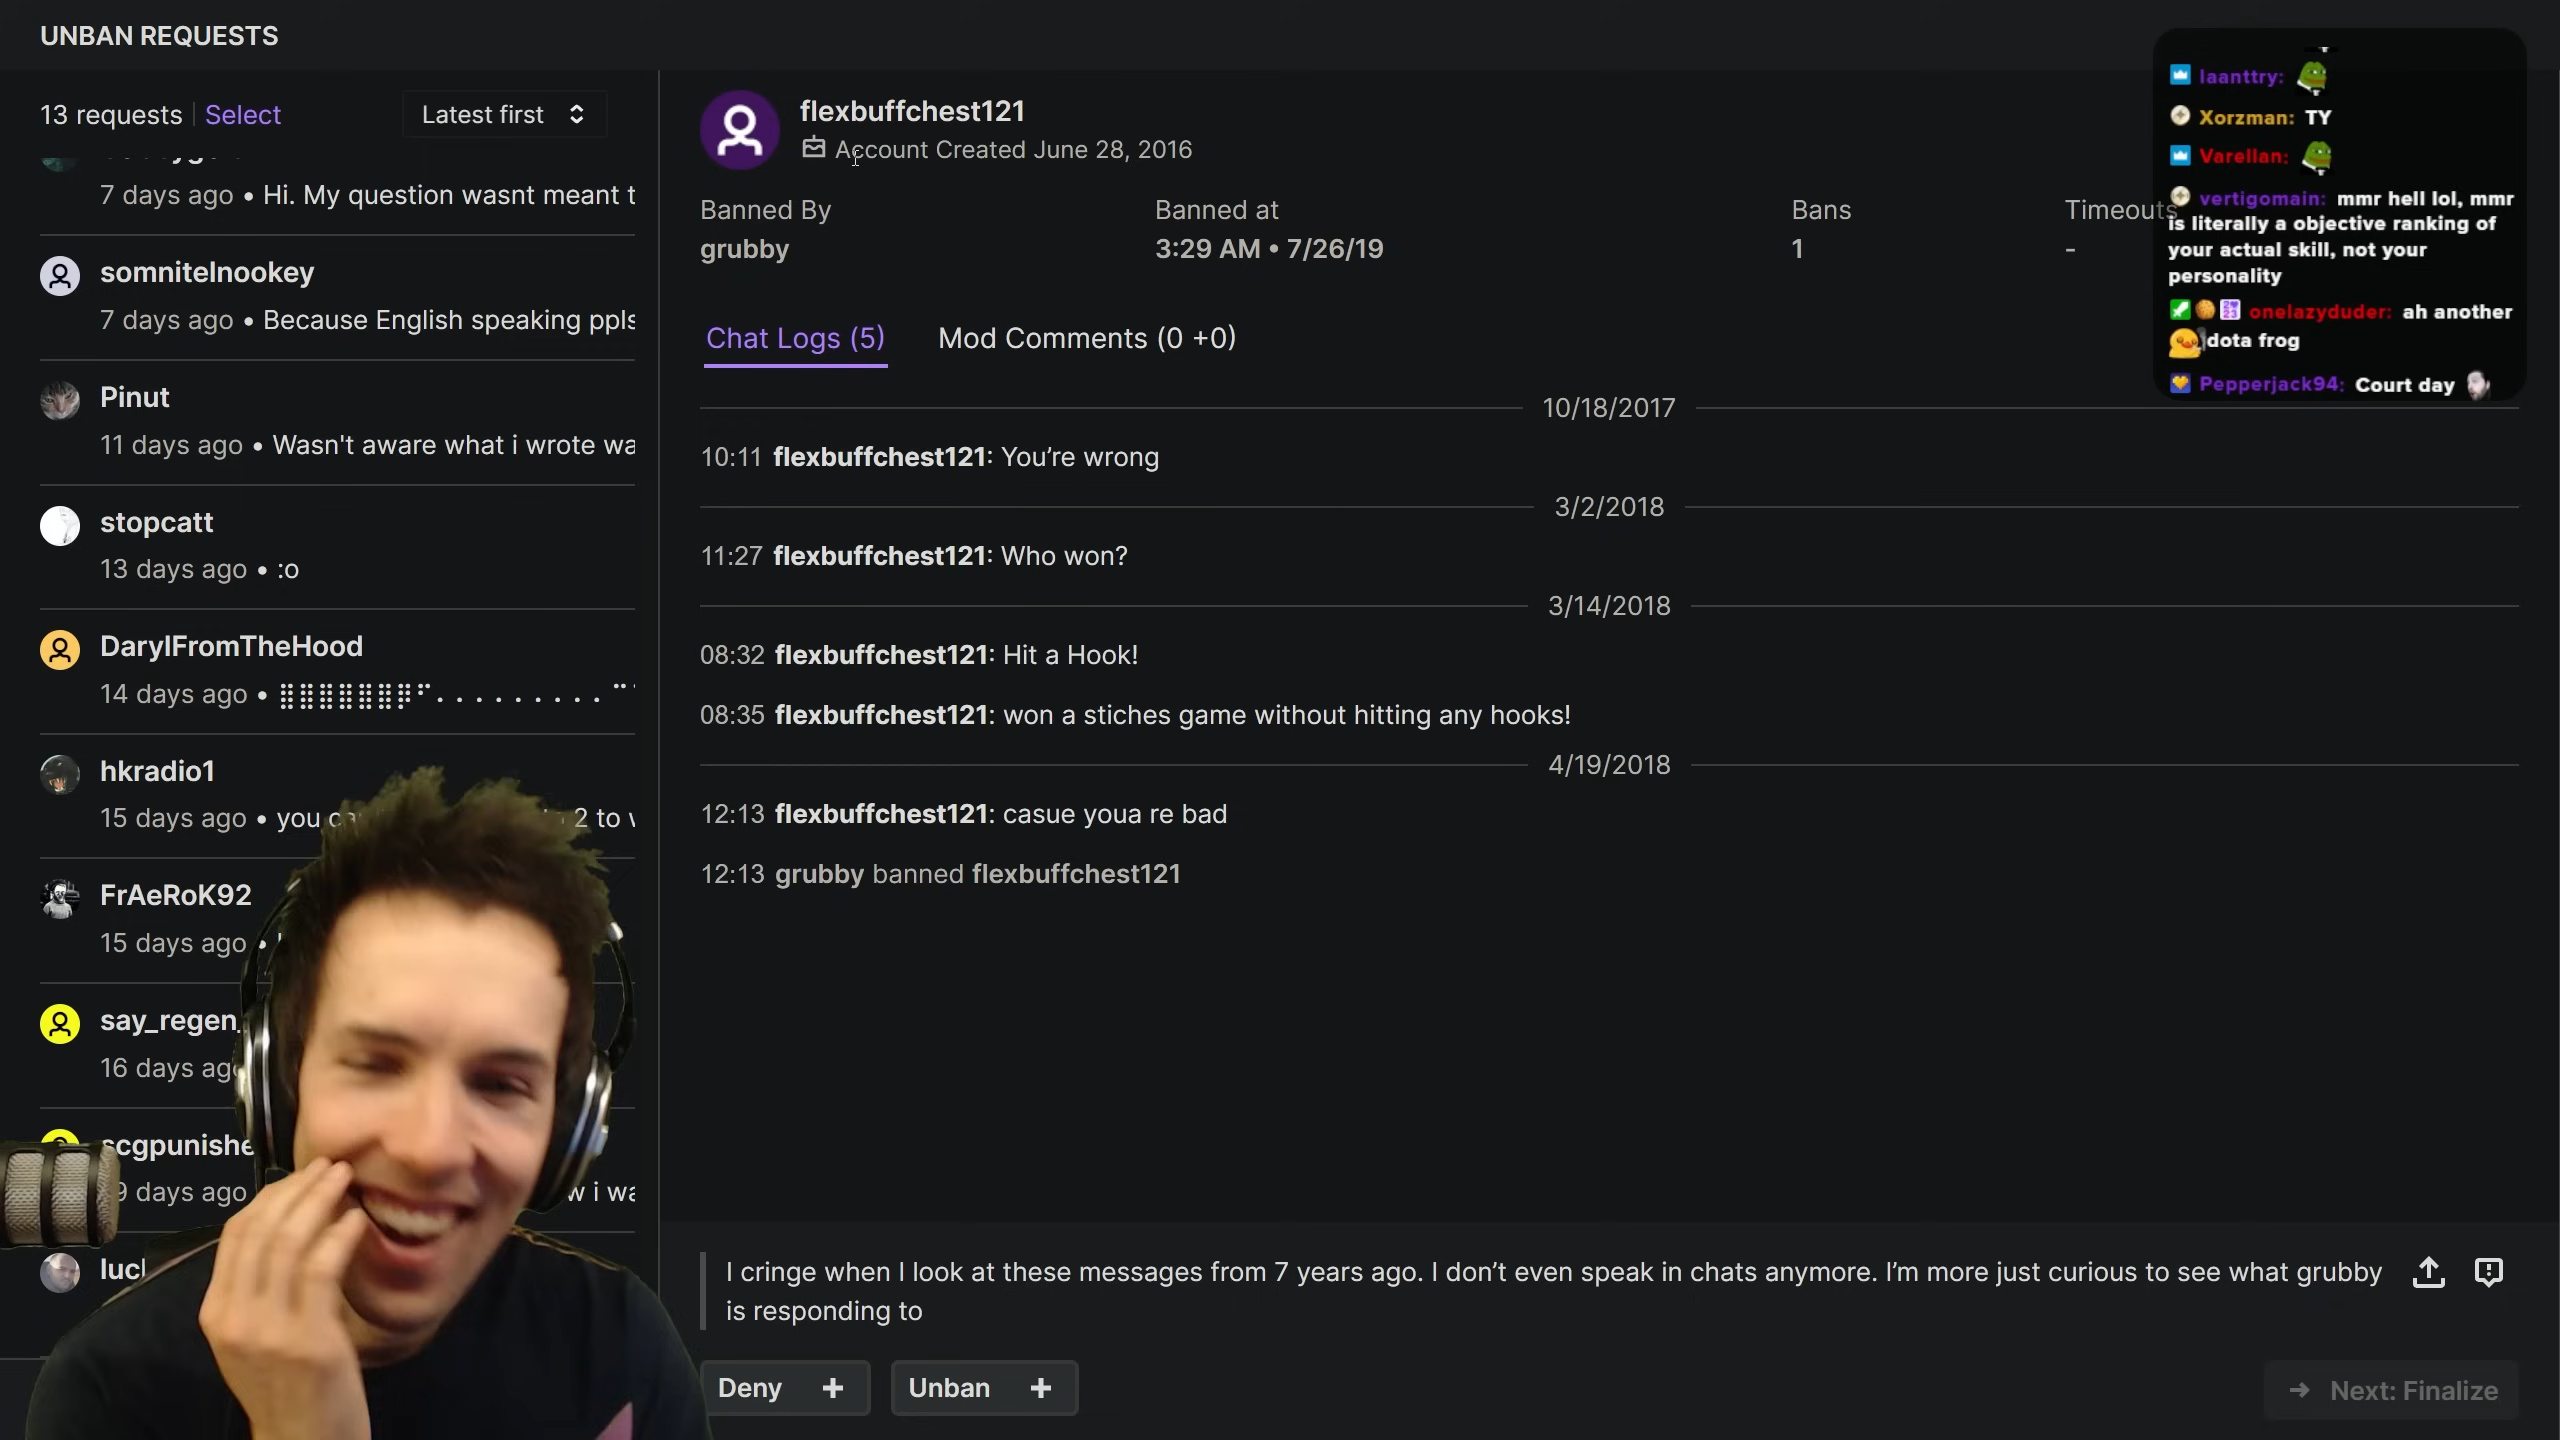 UNBAN REQUESTS
13 requests
Select
Latest first
7 days ago • Hi. My question wasnt meant t
somnitelnookey
7 days ago • Because English speaking ppls
Pinut
11 days ago • Wasn't aware what i wrote wa
stopcatt
13 days ago • :o
DarylFromTheHood
14 days ago •
hkradio1
15 days ago • you 2 to
FrAeRoK92
15 days ago •
say_regen
16 days ag
scgpunishe
9 days ago w i wa
luc
flexbuffchest121
Account Created June 28, 2016
Banned By
grubby
Banned at
3:29 AM • 7/26/19
Bans
1
Timeouts
-
Chat Logs (5)
Mod Comments (0 +0)
10/18/2017
10:11 flexbuffchest121: You’re wrong
3/2/2018
11:27 flexbuffchest121: Who won?
3/14/2018
08:32 flexbuffchest121: Hit a Hook!
08:35 flexbuffchest121: won a stiches game without hitting any hooks!
4/19/2018
12:13 flexbuffchest121: casue youa re bad
12:13 grubby banned flexbuffchest121
I cringe when I look at these messages from 7 years ago. I don’t even speak in chats anymore. I’m more just curious to see what grubby
is responding to
Deny +
Unban +
Next: Finalize
laanttry:
Xorzman: TY
Varellan:
vertigomain: mmr hell lol, mmr
is literally a objective ranking of
your actual skill, not your
personality
onelazyduder: ah another
dota frog
Pepperjack94: Court day